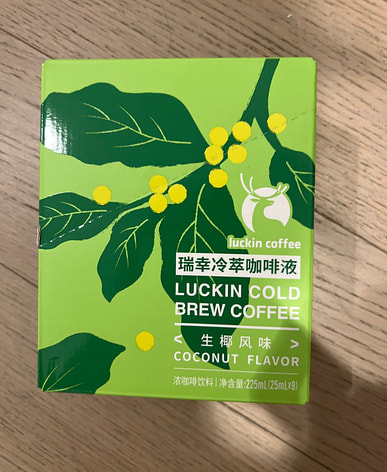 luckin coffee
瑞幸冷萃咖啡液
LUCKIN COLD
BREW COFFEE
< 生椰风味 >
COCONUT FLAVOR
浓咖啡饮料 | 净含量:225mL(25mL×9)